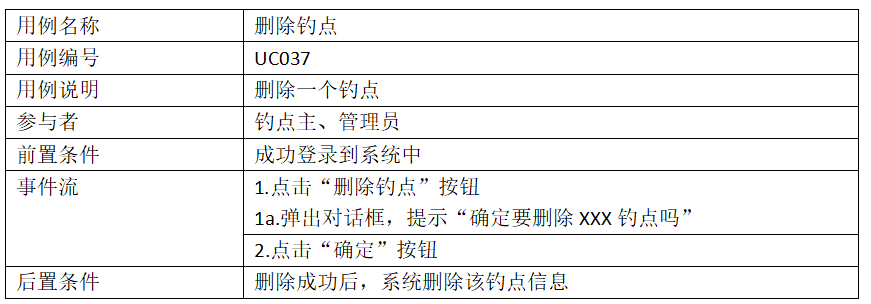 用例名称 删除钓点
用例编号 UC037
用例说明 删除一个钓点
参与者 钓点主、管理员
前置条件 成功登录到系统中
事件流 1.点击“删除钓点”按钮
1a.弹出对话框，提示“确定要删除 XXX 钓点吗”
2.点击“确定”按钮
后置条件 删除成功后，系统删除该钓点信息